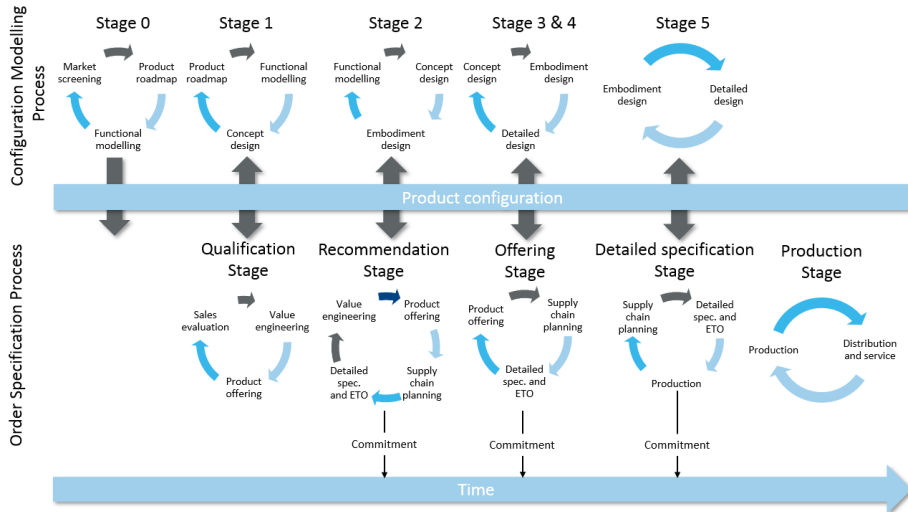 Configuration Modelling
Process
Stage 0
Stage 1
Stage 2
Stage 3 & 4
Stage 5
Market
screening
Product
roadmap
Functional
modelling
Product
roadmap
Functional
modelling
Concept
design
Functional
modelling
Concept
design
Embodiment
design
Concept
design
Embodiment
design
Detailed
design
Embodiment
design
Detailed
design
Product configuration
Order Specification Process
Qualification
Stage
Recommendation
Stage
Offering
Stage
Detailed specification
Stage
Production
Stage
Sales
evaluation
Value
engineering
Product
offering
Value
engineering
Product
offering
Detailed
spec. and ETO
Supply
chain
planning
Product
offering
Supply
chain
planning
Detailed
spec. and
ETO
Supply
chain
planning
Detailed
spec. and
ETO
Production
Production
Distribution
and service
Commitment
Commitment
Commitment
Time